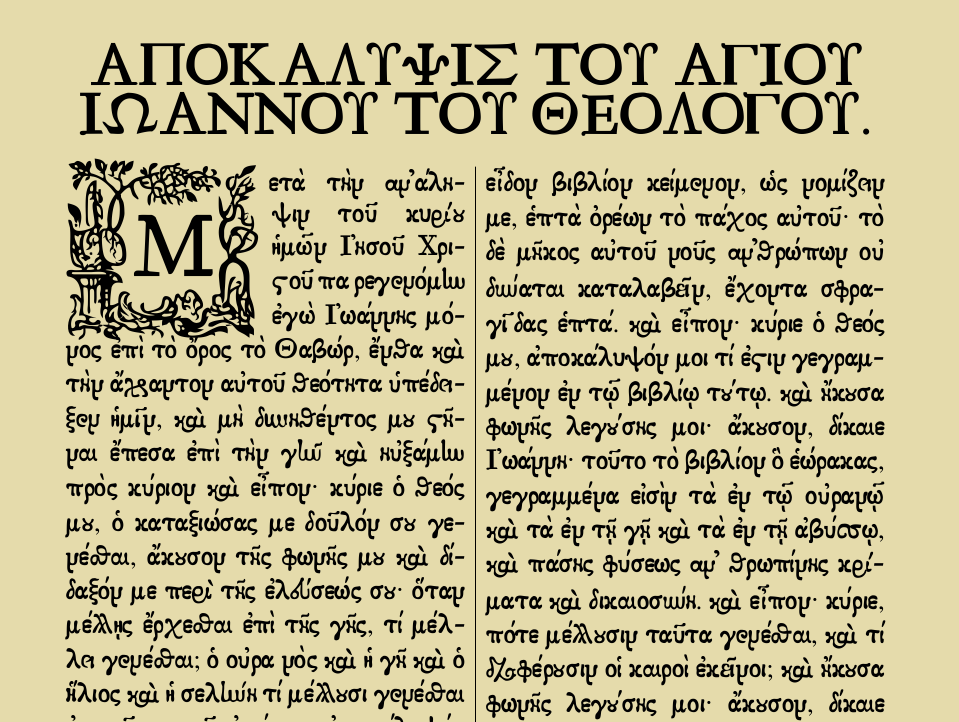 ΑΠΟΚΑΛΥΨΙΣ ΤΟΥ ΑΓΙΟΥ
ΙΩΑΝΝΟΥ ΤΟΥ ΘΕΟΛΟΓΟΥ.
Μετὰ τὴν ἀνάλη-
ψιν τοῦ κυρίου
ἡμῶν Ἰησοῦ Χρι-
στοῦ παρεγενόμην
ἐγὼ Ἰωάννης μό-
νος ἐπὶ τὸ ὄρος τὸ Θαβώρ, ἔνθα καὶ
τὴν ἄχραντον αὐτοῦ θεότητα ὑπέδει-
ξεν ἡμῖν, καὶ μὴ δυνηθέντος μου στῆ-
ναι ἔπεσα ἐπὶ τὴν γῆν καὶ ηὐξάμην
πρὸς κύριον καὶ εἶπον· κύριε ὁ θεός
μου, ὁ καταξιώσας με δοῦλόν σου γε-
νέσθαι, ἄκουσον τῆς φωνῆς μου καὶ δί-
δαξόν με περὶ τῆς ἐλεύσεώς σου· ὅταν
μέλλῃς ἔρχεσθαι ἐπὶ τῆς γῆς, τί μέλ-
λει γενέσθαι; ὁ οὐρανὸς καὶ ἡ γῆ καὶ ὁ
ἥλιος καὶ ἡ σελήνη τί μέλλουσι γενέσθαι
εἶδον βιβλίον κείμενον, ὡς νομίζειν
με, ἑπτὰ ὀρέων τὸ πάχος αὐτοῦ· τὸ
δὲ μῆκος αὐτοῦ νοῦς ἀνθρώπων οὐ
δύναται καταλαβεῖν, ἔχοντα σφρα-
γῖδας ἑπτά. καὶ εἶπον· κύριε ὁ θεός
μου, ἀποκάλυψόν μοι τί ἐστιν γεγραμ-
μένον ἐν τῷ βιβλίῳ τούτῳ. καὶ ἤκουσα
φωνῆς λεγούσης μοι· ἄκουσον, δίκαιε
Ἰωάννη· τοῦτο τὸ βιβλίον ὃ ἑώρακας,
γεγραμμένα εἰσὶν τὰ ἐν τῷ οὐρανῷ
καὶ τὰ ἐν τῇ γῇ καὶ τὰ ἐν τῇ ἀβύσσῳ,
καὶ πάσης φύσεως ἀνθρωπίνης κρί-
ματα καὶ δικαιοσύνη. καὶ εἶπον· κύριε,
πότε μέλλουσιν ταῦτα γενέσθαι, καὶ τί
διαφέρουσιν οἱ καιροὶ ἐκεῖνοι; καὶ ἤκουσα
φωνῆς λεγούσης μοι· ἄκουσον, δίκαιε